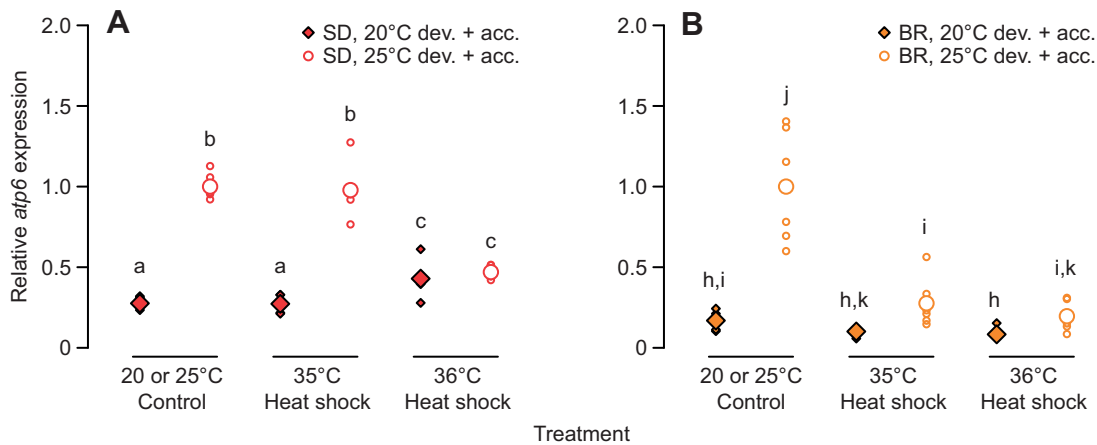 A
SD, 20°C dev. + acc.
SD, 25°C dev. + acc.
B
BR, 20°C dev. + acc.
BR, 25°C dev. + acc.
Relative atp6 expression
2.0
1.5
1.0
0.5
0
a
b
a
b
c
c
20 or 25°C
Control
35°C
Heat shock
36°C
Heat shock
2.0
1.5
1.0
0.5
0
h,i
j
h,k
i
h
i,k
20 or 25°C
Control
35°C
Heat shock
36°C
Heat shock
Treatment